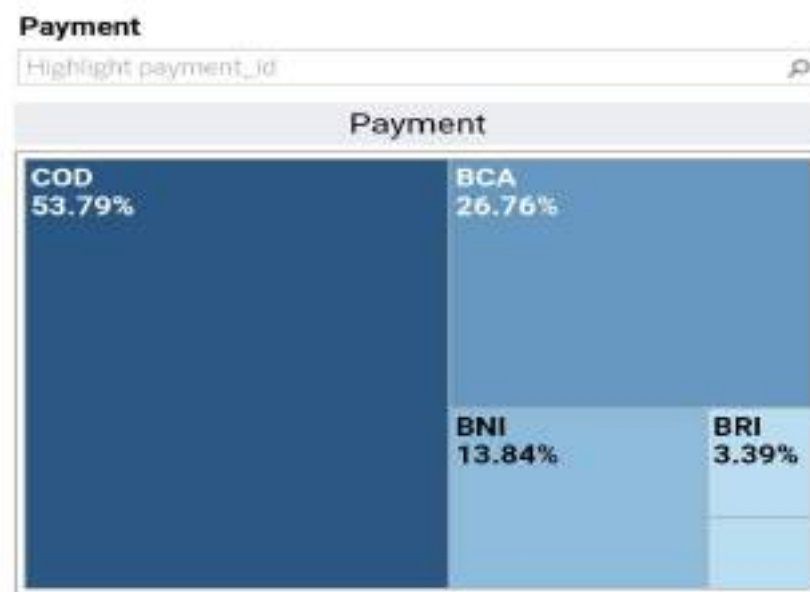 Payment
Highlight payment_id
Payment
COD
53.79%
BCA
26.76%
BNI
13.84%
BRI
3.39%